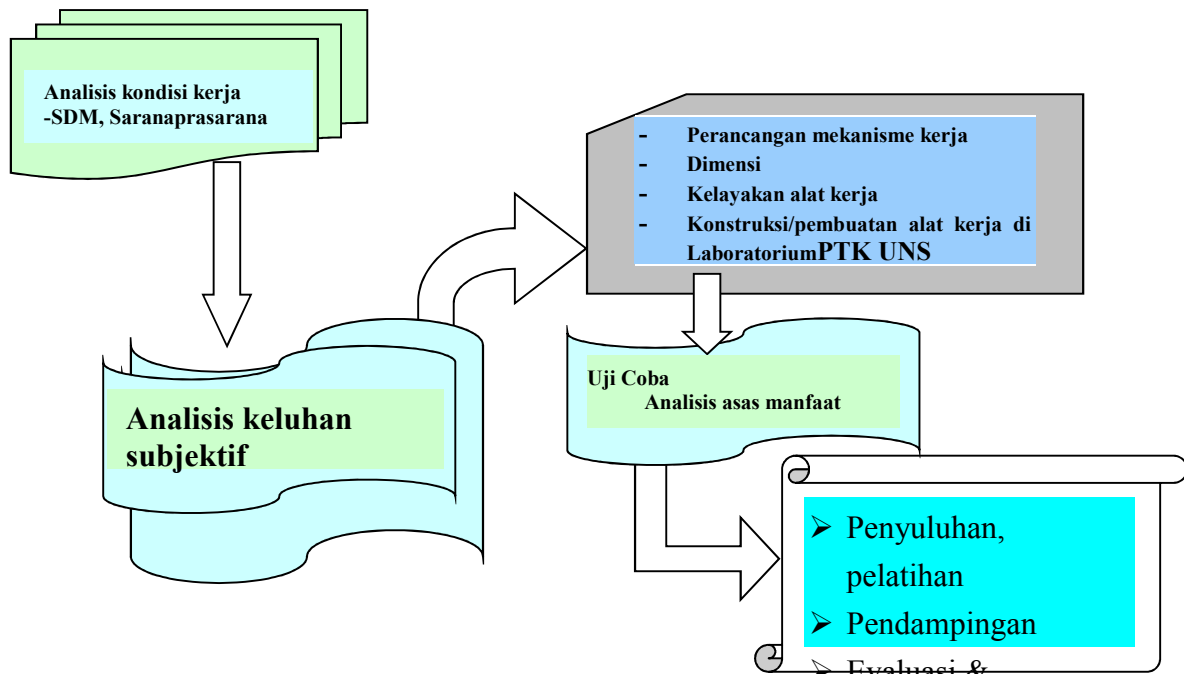 Analisis kondisi kerja
-SDM, Saranaprasarana
- Perancangan mekanisme kerja
- Dimensi
- Kelayakan alat kerja
- Konstruksi/pembuatan alat kerja di
LaboratoriumPTK UNS
Analisis keluhan
subjektif
Uji Coba
Analisis asas manfaat
➢ Penyuluhan,
pelatihan
➢ Pendampingan
➢ Evaluasi &